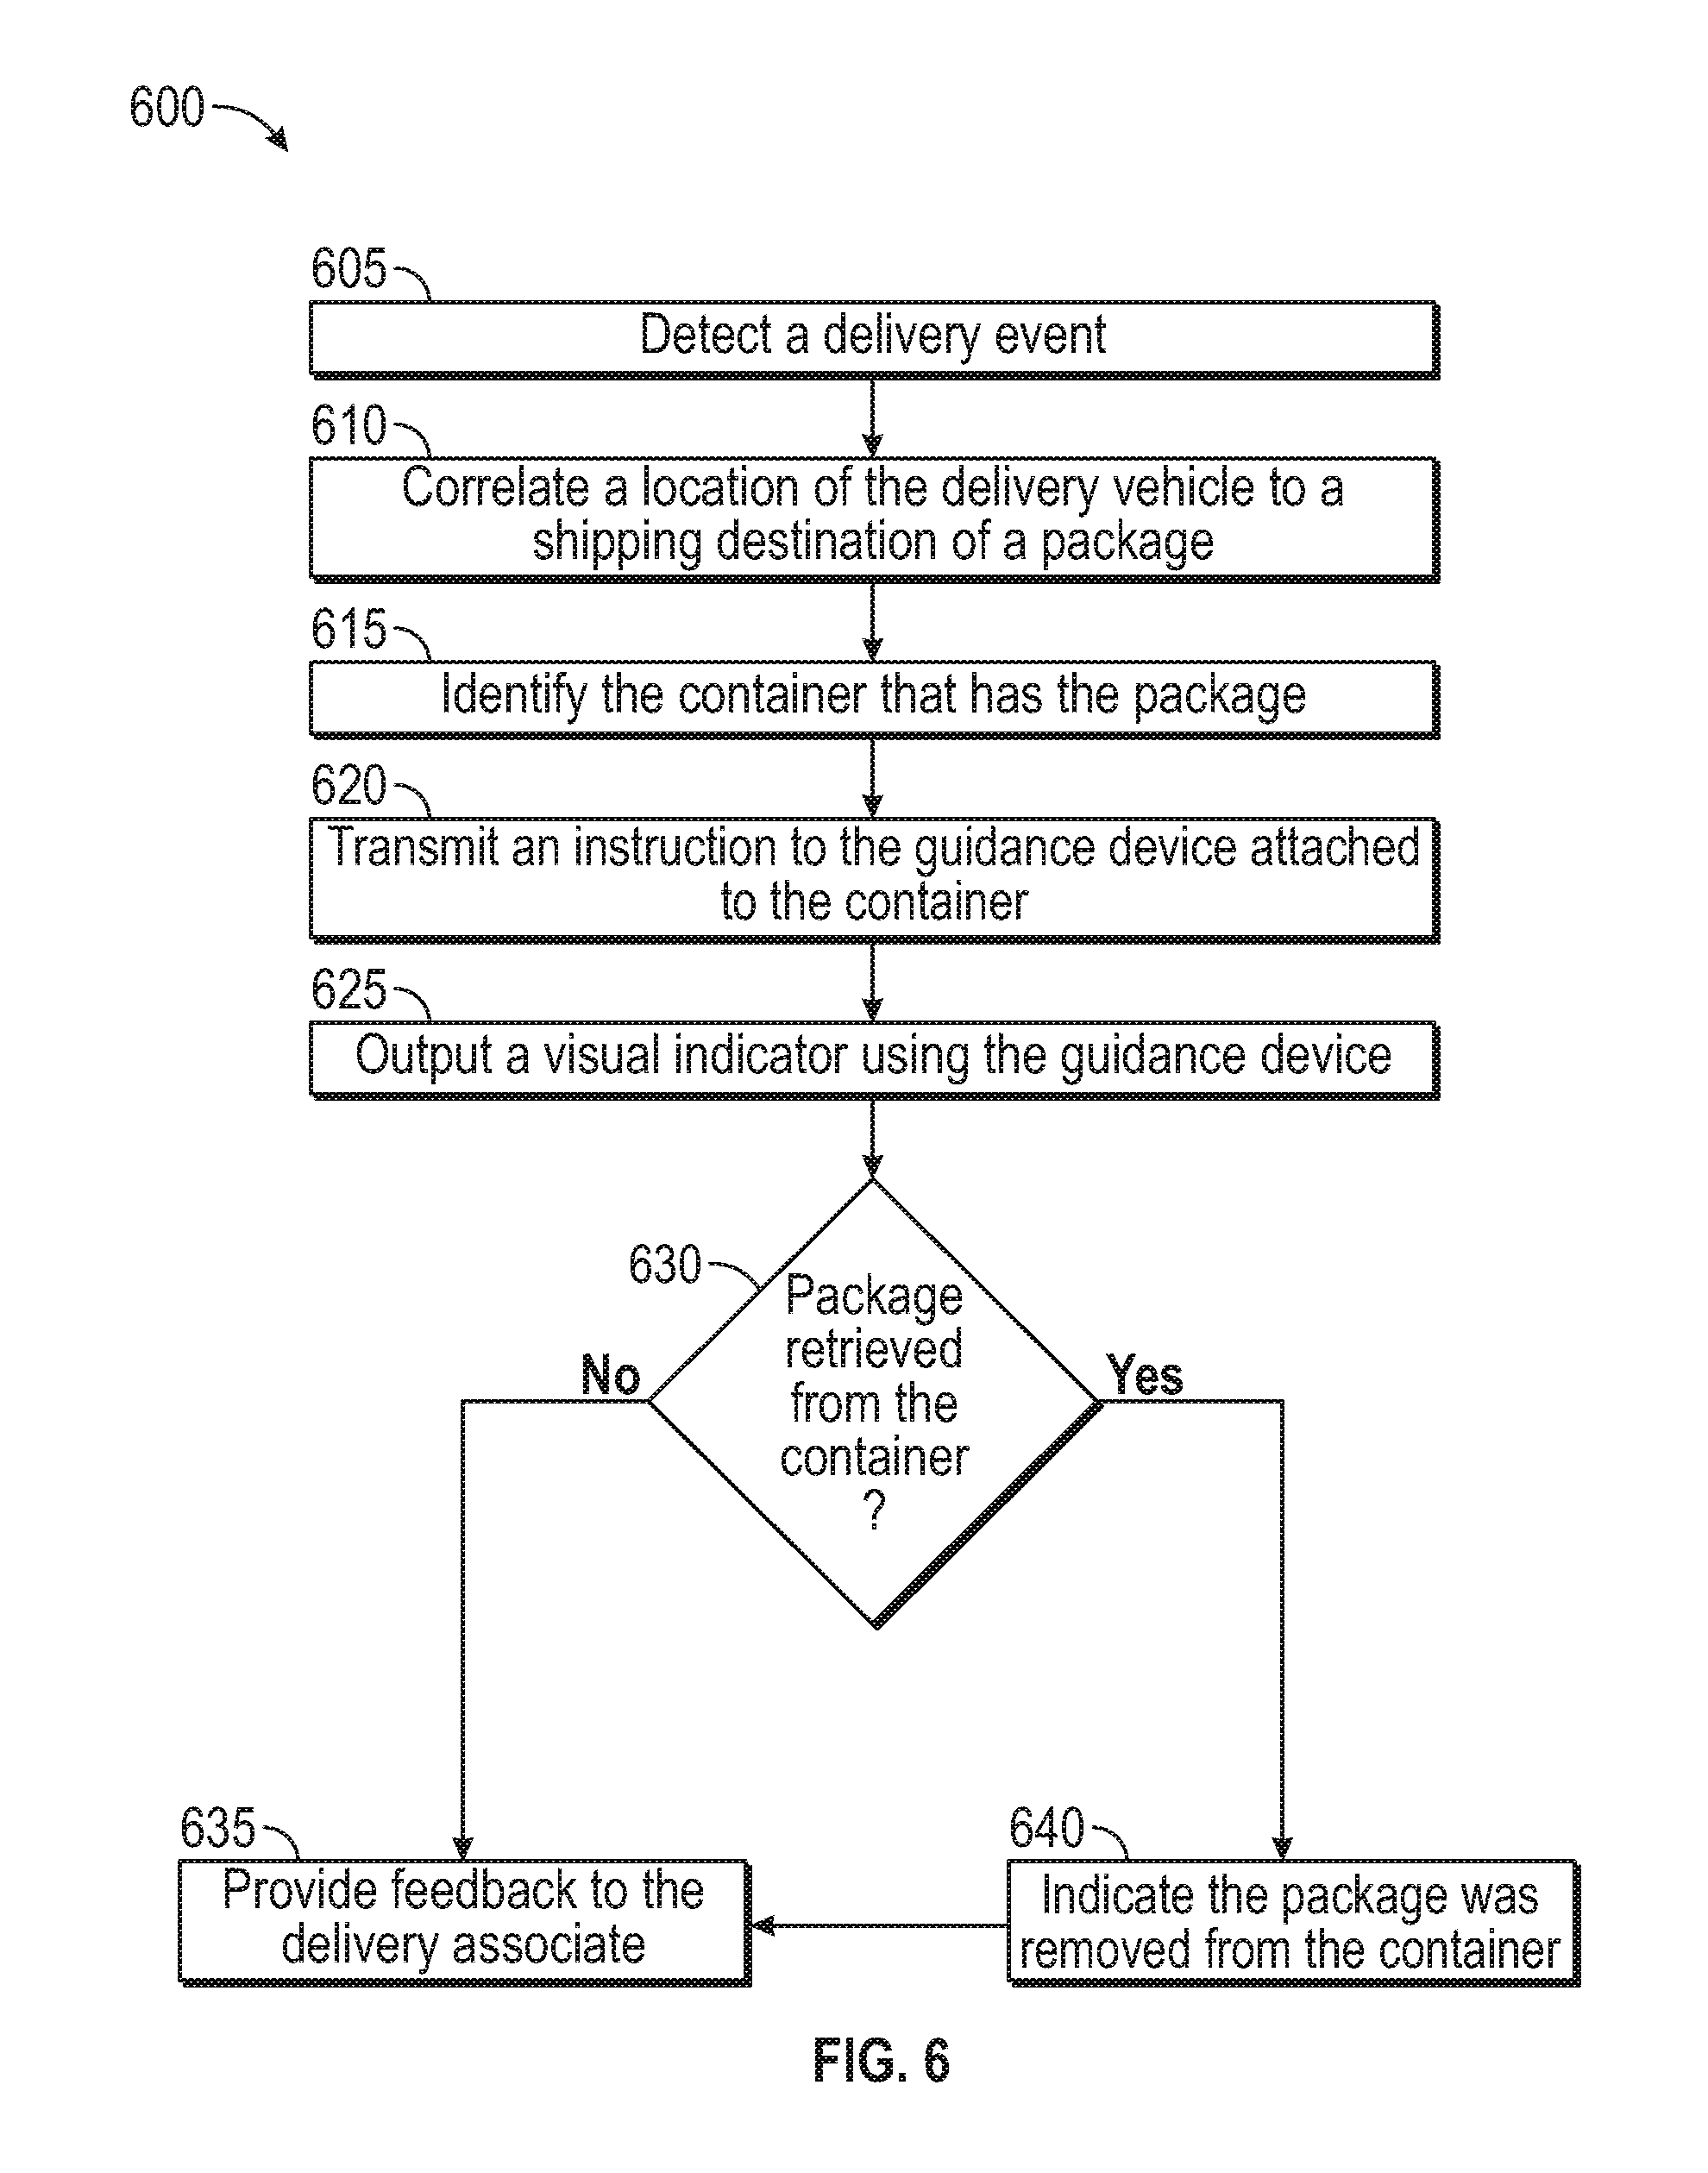 600
605
Detect a delivery event
610
Correlate a location of the delivery vehicle to a
shipping destination of a package
615
Identify the container that has the package
620
Transmit an instruction to the guidance device attached
to the container
625
Output a visual indicator using the guidance device
630
Package
retrieved
from the
container
?
No
Yes
635
Provide feedback to the
delivery associate
640
Indicate the package was
removed from the container
FIG. 6